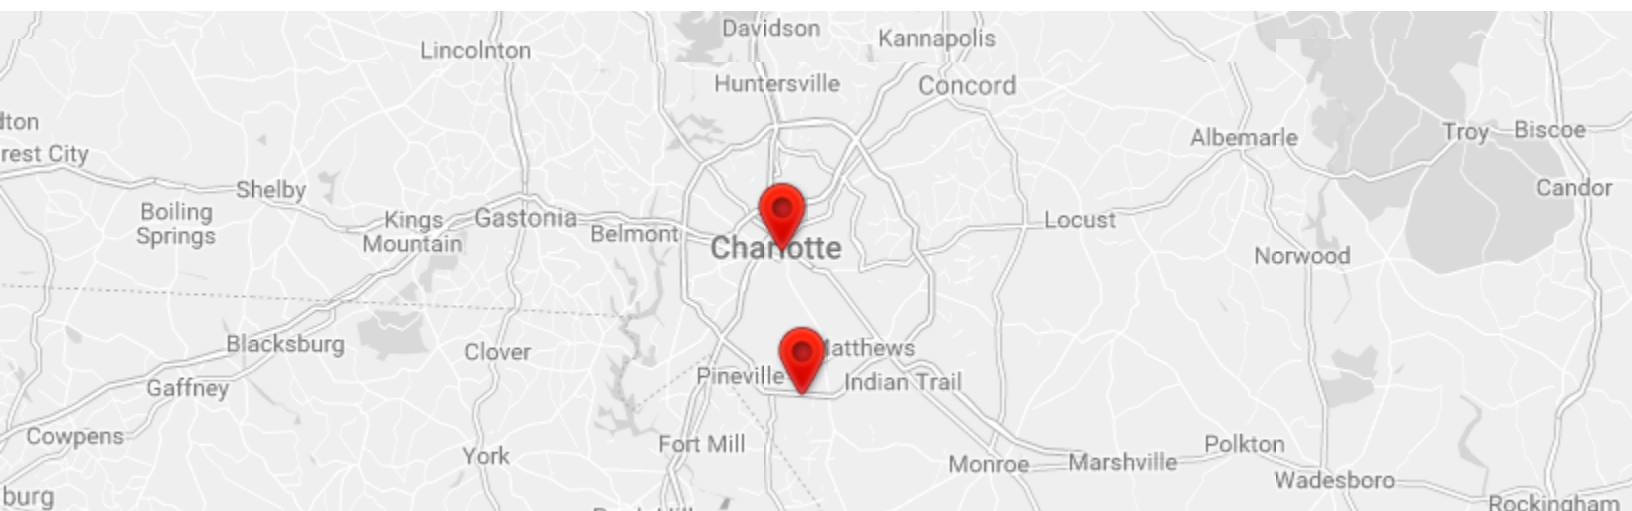 Davidson
Kannapolis
Lincolnton
Huntersville
Concord
rest City
Albemarle
Troy
Biscoe
Shelby
Candor
Boiling
Springs
Kings
Mountain
Gastonia
Belmont
Charlotte
Locust
Norwood
Blacksburg
Clover
Matthews
Pineville
Indian Trail
Gaffney
Cowpens
York
Fort Mill
Monroe
Marshville
Polkton
Wadesboro
burg
Rockingham